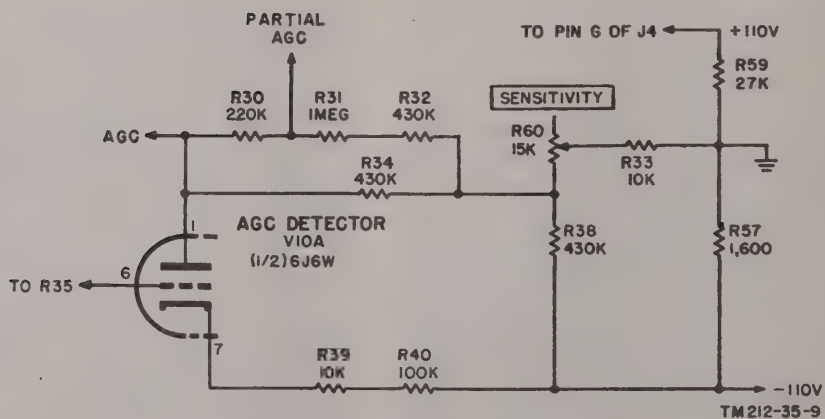 PARTIAL
AGC
TO PIN G OF J4
+110V
R59
27K
R30
220K
R31
1MEG
R32
430K
SENSITIVITY
AGC
R60
15K
R34
430K
R33
10K
1
AGC DETECTOR
V10A
(1/2)6J6W
R38
430K
R57
1,600
6
TO R35
7
R39
10K
R40
100K
-110V
TM212-35-9